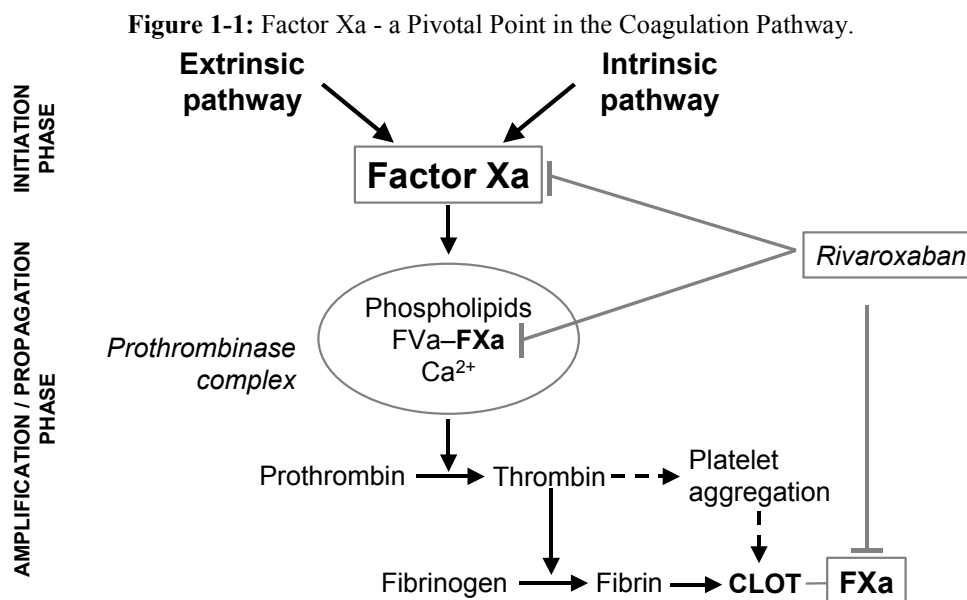 Figure 1-1: Factor Xa - a Pivotal Point in the Coagulation Pathway.
INITIATION
PHASE
Extrinsic
pathway
Intrinsic
pathway
Factor Xa
Rivaroxaban
AMPLIFICATION / PROPAGATION
PHASE
Prothrombinase
complex
Phospholipids
FVa–FXa
Ca²⁺
Prothrombin
Thrombin
Platelet
aggregation
Fibrinogen
Fibrin
CLOT
FXa